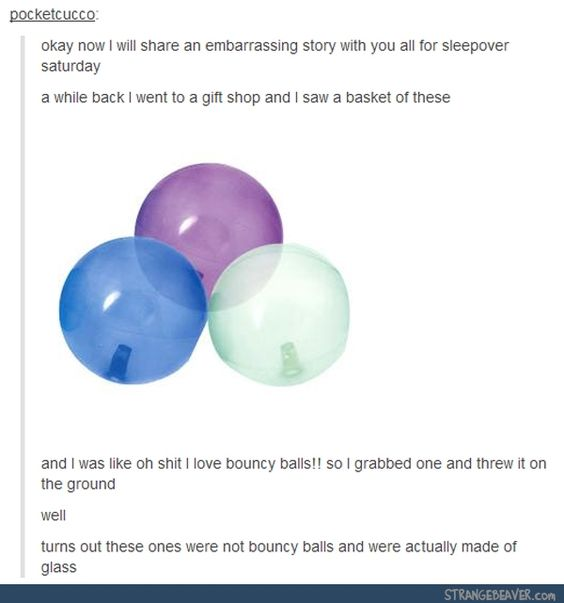 pocketcucco:
okay now I will share an embarrassing story with you all for sleepover
saturday
a while back I went to a gift shop and I saw a basket of these
and I was like oh shit I love bouncy balls!! so I grabbed one and threw it on
the ground
well
turns out these ones were not bouncy balls and were actually made of
glass
STRANGEBEAVER.com